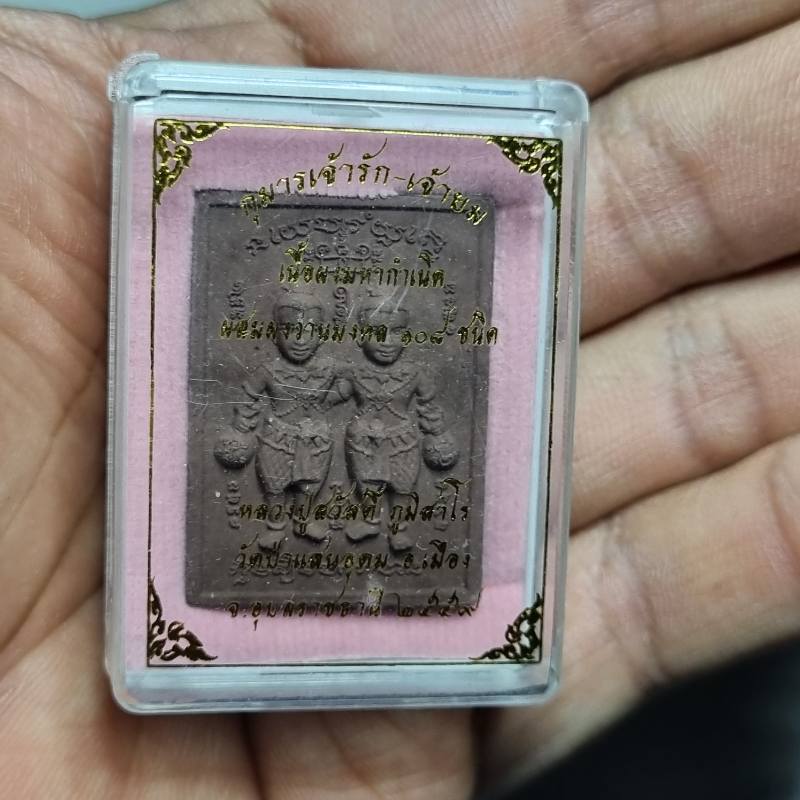 กุมารเจ้ารัก-เจ้ายม
เนื้อผงมหากำเนิด
ผสมผงว่านมงคล ๑๐๘ ชนิด
หลวงปู่สวัสดิ์ ภูมิสาโร
วัดป่าแสนอุดม อ.เมือง
จ.อุบลราชธานี ๒๕๕๙